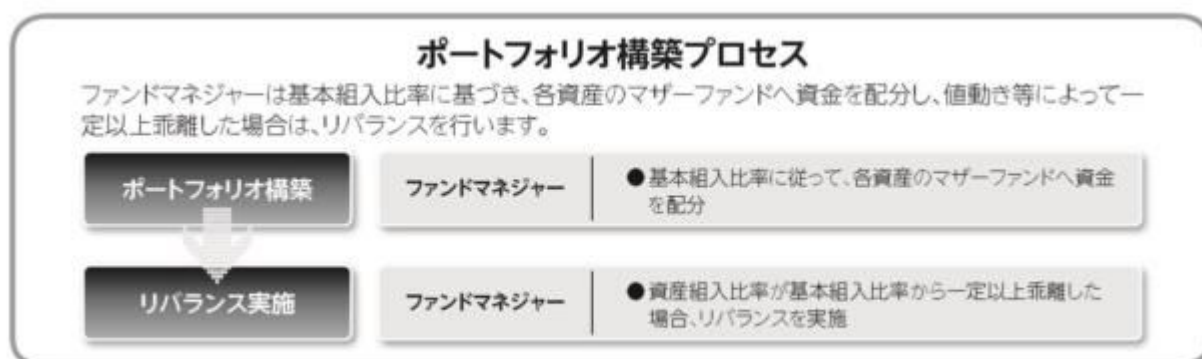 ポートフォリオ構築プロセス
ファンドマネジャーは基本組入比率に基づき、各資産のマザーファンドへ資金を配分し、値動き等によって一
定以上乖離した場合は、リバランスを行います。
ポートフォリオ構築
ファンドマネジャー
●基本組入比率に従って、各資産のマザーファンドへ資金
を配分
リバランス実施
ファンドマネジャー
●資産組入比率が基本組入比率から一定以上乖離した
場合、リバランスを実施